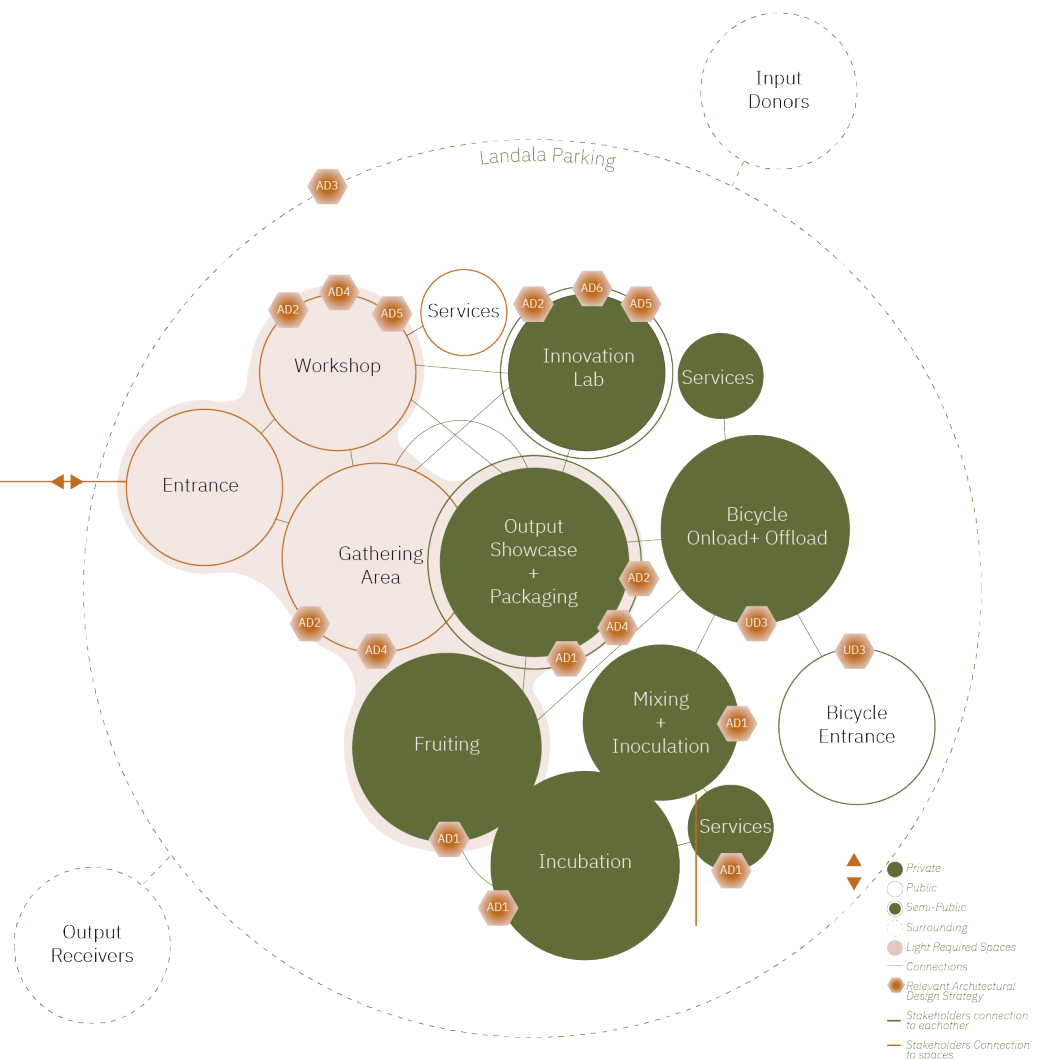 Input
Donors
Landala Parking
AD3
AD2
AD4
AD5
Services
AD2
AD6
AD5
Workshop
Innovation
Lab
Services
Entrance
Gathering
Area
Output
Showcase
+
Packaging
Bicycle
Onload+ Offload
AD2
AD4
AD2
AD4
AD1
UD3
UD3
Mixing
+
Inoculation
AD1
Bicycle
Entrance
Fruiting
AD1
Incubation
AD1
Services
AD1
Output
Receivers
Private
Public
Semi-Public
Surrounding
Light Required Spaces
Connections
Relevant Architectural
Design Strategy
Stakeholders connection
to eachother
Stakeholders Connection
to spaces